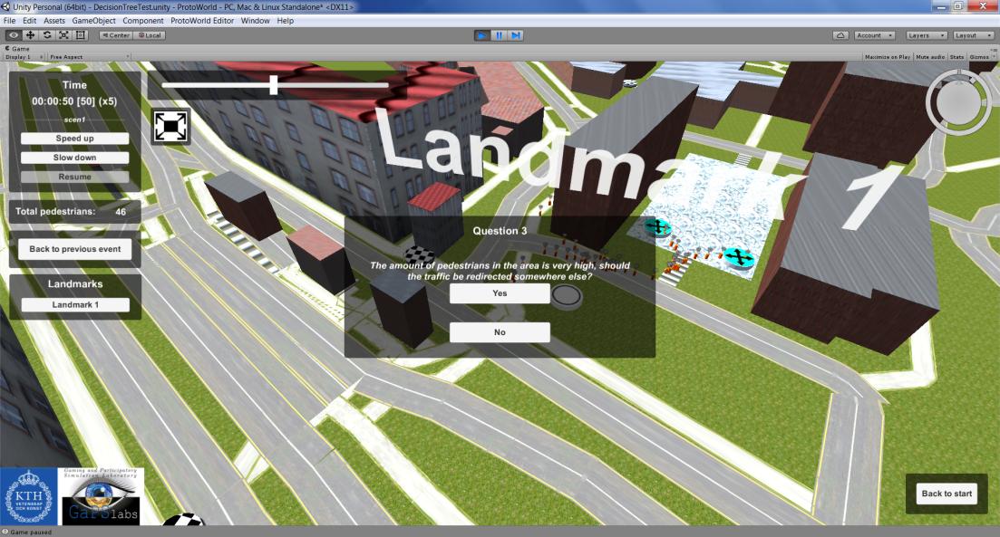 Unity Personal (64bit) - DecisionTreeTest.unity - ProtoWorld - PC, Mac & Linux Standalone* <DX11>
File Edit Assets GameObject Component ProtoWorld Editor Window Help
Center Local Account Layers Layout
Game
Display 1 Free Aspect Maximize on Play Mute audio Stats Gizmos
Time
00:00:50 [50] (x5)
scen1
Speed up
Slow down
Resume
Total pedestrians: 46
Back to previous event
Landmarks
Landmark 1
Landmark 1
Question 3
The amount of pedestrians in the area is very high, should
the traffic be redirected somewhere else?
Yes
No
KTH
VETENSKAP
OCH KONST
Gaming and Participatory
Simulation Laboratory
GaPSlabs
Back to start
Game paused